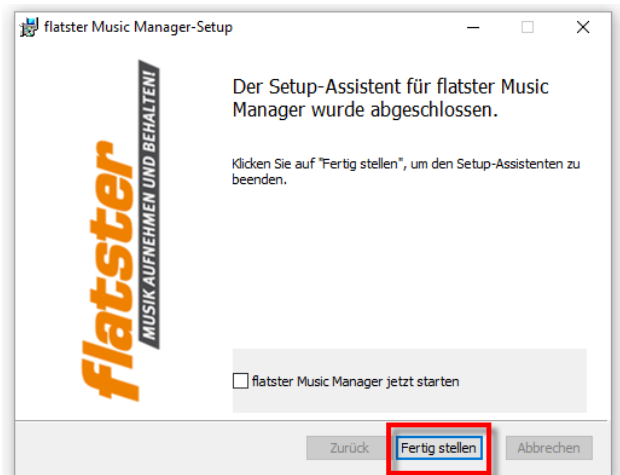 flatster Music Manager-Setup
flatster
MUSIK AUFNEHMEN UND BEHALTEN!
Der Setup-Assistent für flatster Music
Manager wurde abgeschlossen.
Klicken Sie auf "Fertig stellen", um den Setup-Assistenten zu
beenden.
flatster Music Manager jetzt starten
Zurück Fertig stellen Abbrechen